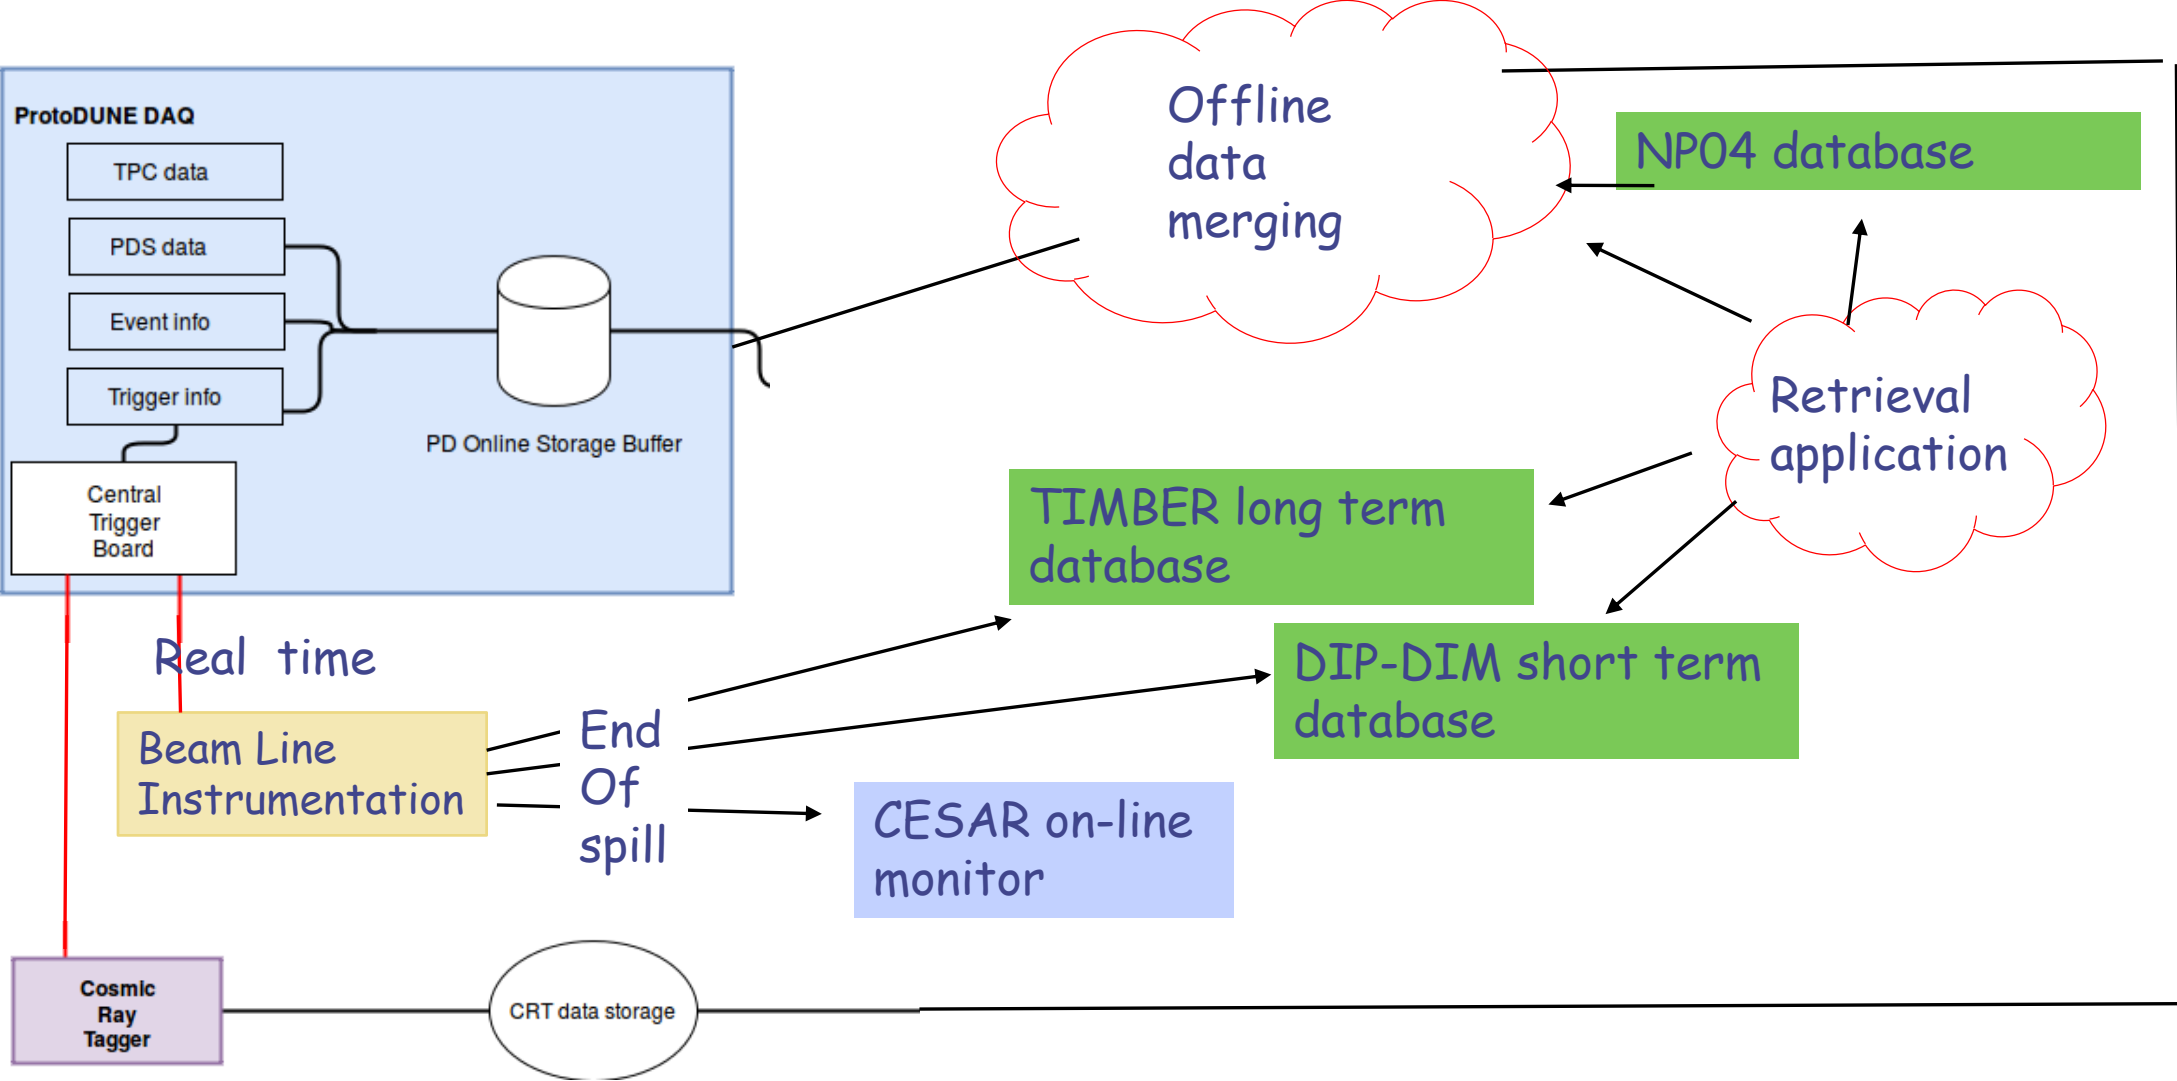 ProtoDUNE DAQ
TPC data
PDS data
Event info
Trigger info
Central
Trigger
Board
PD Online Storage Buffer
Offline
data
merging
NP04 database
Retrieval
application
TIMBER long term
database
DIP-DIM short term
database
Real time
Beam Line
Instrumentation
End
Of
spill
CESAR on-line
monitor
Cosmic
Ray
Tagger
CRT data storage